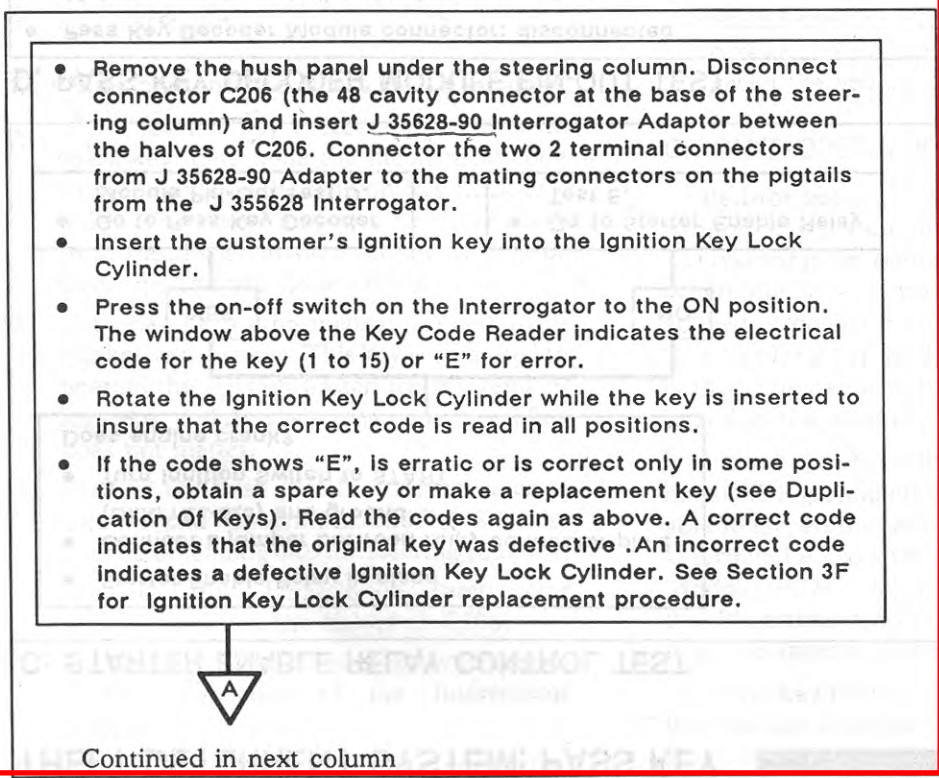 • Remove the hush panel under the steering column. Disconnect
connector C206 (the 48 cavity connector at the base of the steer-
ing column) and insert J 35628-90 Interrogator Adaptor between
the halves of C206. Connector the two 2 terminal connectors
from J 35628-90 Adapter to the mating connectors on the pigtails
from the J 355628 Interrogator.
• Insert the customer's ignition key into the Ignition Key Lock
Cylinder.
• Press the on-off switch on the Interrogator to the ON position.
The window above the Key Code Reader indicates the electrical
code for the key (1 to 15) or "E" for error.
• Rotate the Ignition Key Lock Cylinder while the key is inserted to
insure that the correct code is read in all positions.
• If the code shows "E", is erratic or is correct only in some posi-
tions, obtain a spare key or make a replacement key (see Dupli-
cation Of Keys). Read the codes again as above. A correct code
indicates that the original key was defective .An incorrect code
indicates a defective Ignition Key Lock Cylinder. See Section 3F
for Ignition Key Lock Cylinder replacement procedure.
A
Continued in next column